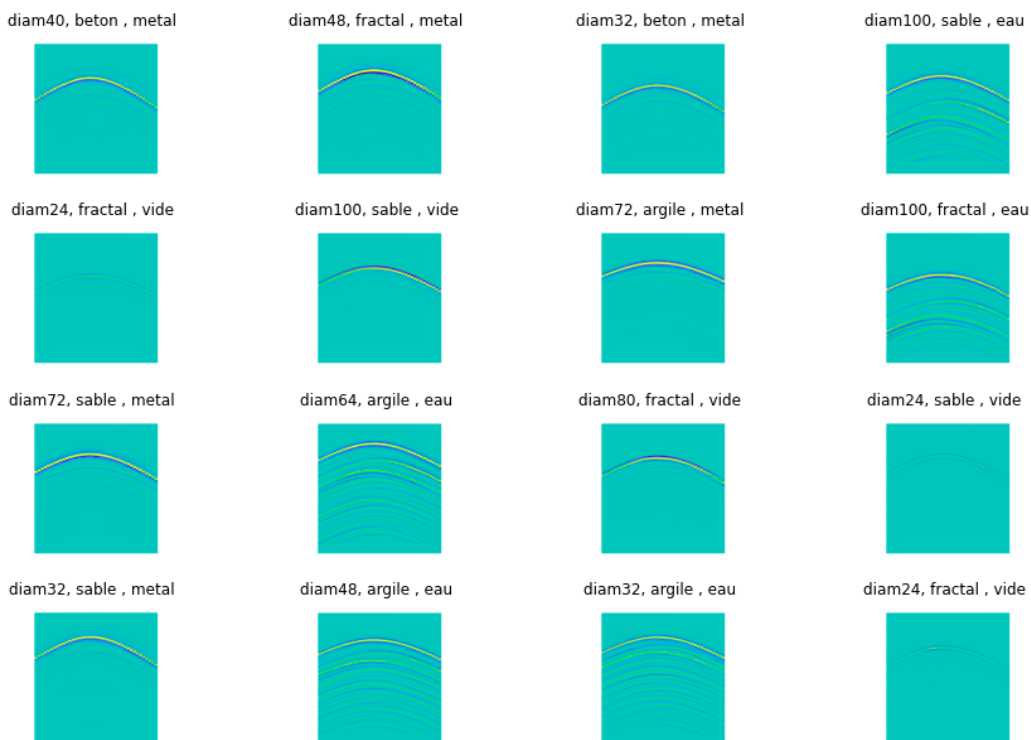 diam40, beton , metal
diam48, fractal , metal
diam32, beton , metal
diam100, sable , eau
diam24, fractal , vide
diam100, sable , vide
diam72, argile , metal
diam100, fractal , eau
diam72, sable , metal
diam64, argile , eau
diam80, fractal , vide
diam24, sable , vide
diam32, sable , metal
diam48, argile , eau
diam32, argile , eau
diam24, fractal , vide